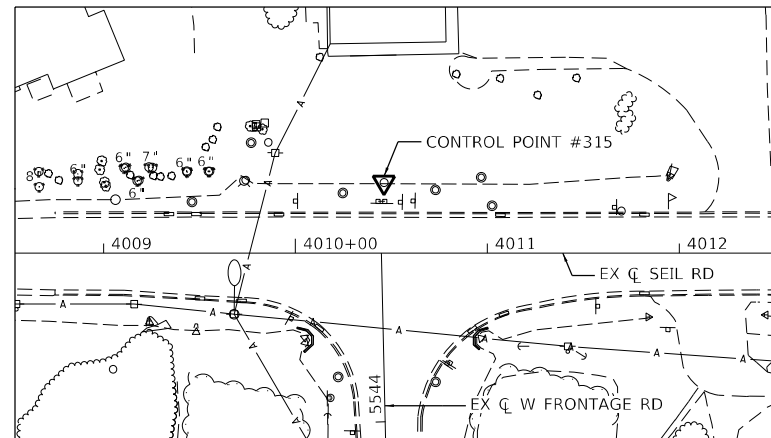 CONTROL POINT #315
8"
6"
6"
7"
6"
6"
6"
4009
4010+00
4011
4012
EX ℄ SEIL RD
A
A
A
A
A
A
A
A
A
A
A
A
5544
EX ℄ W FRONTAGE RD